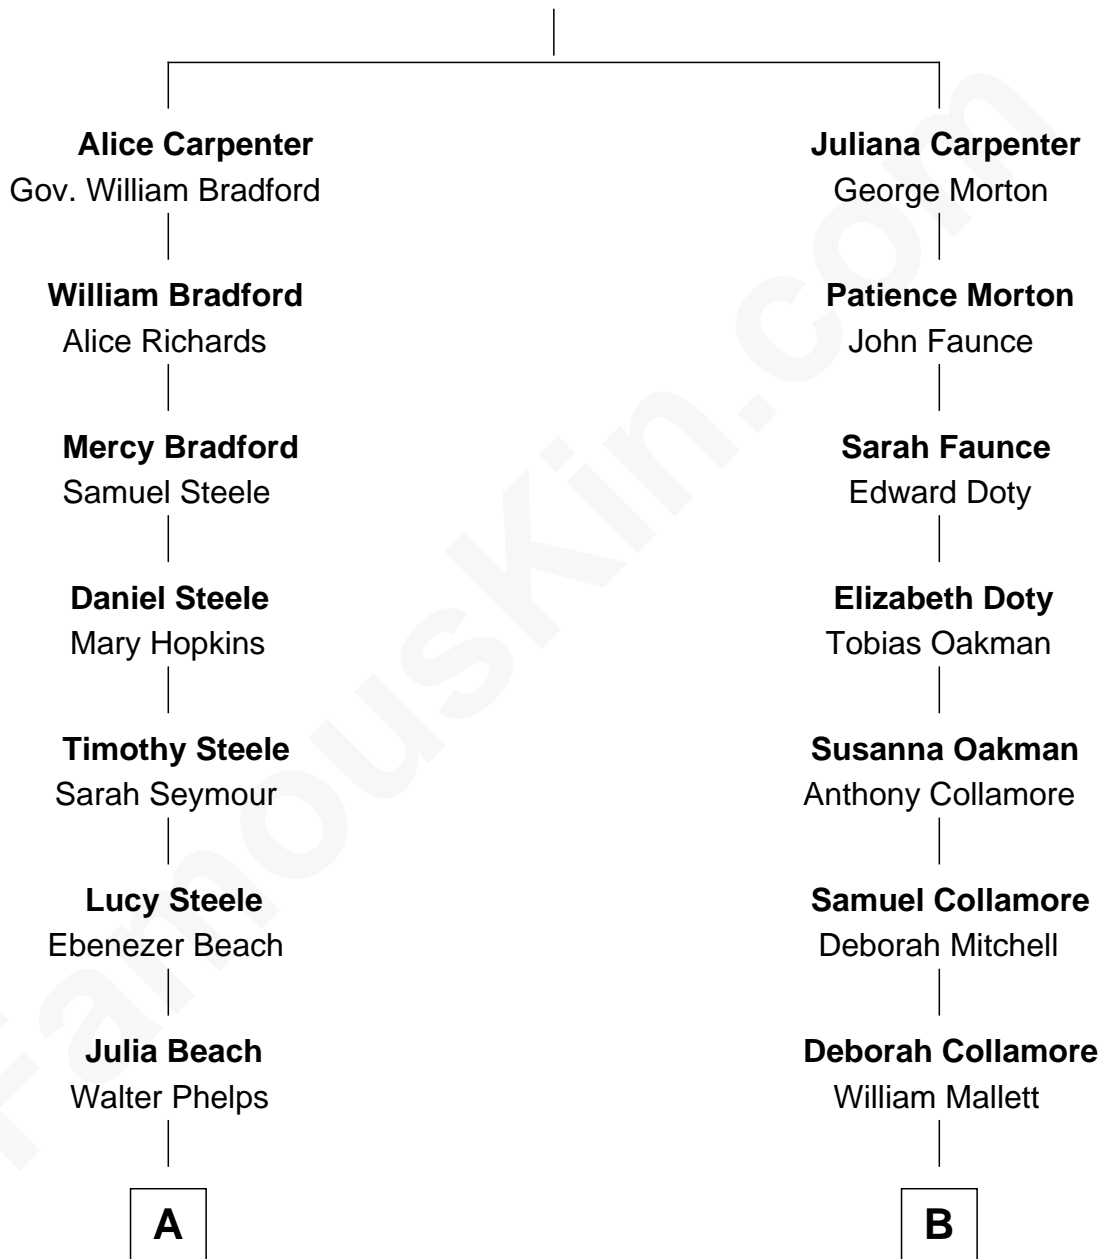 Alice Carpenter
Gov. William Bradford
William Bradford
Alice Richards
Mercy Bradford
Samuel Steele
Daniel Steele
Mary Hopkins
Timothy Steele
Sarah Seymour
Lucy Steele
Ebenezer Beach
Julia Beach
Walter Phelps
A
Juliana Carpenter
George Morton
Patience Morton
John Faunce
Sarah Faunce
Edward Doty
Elizabeth Doty
Tobias Oakman
Susanna Oakman
Anthony Collamore
Samuel Collamore
Deborah Mitchell
Deborah Collamore
William Mallett
B
FamousKin.com